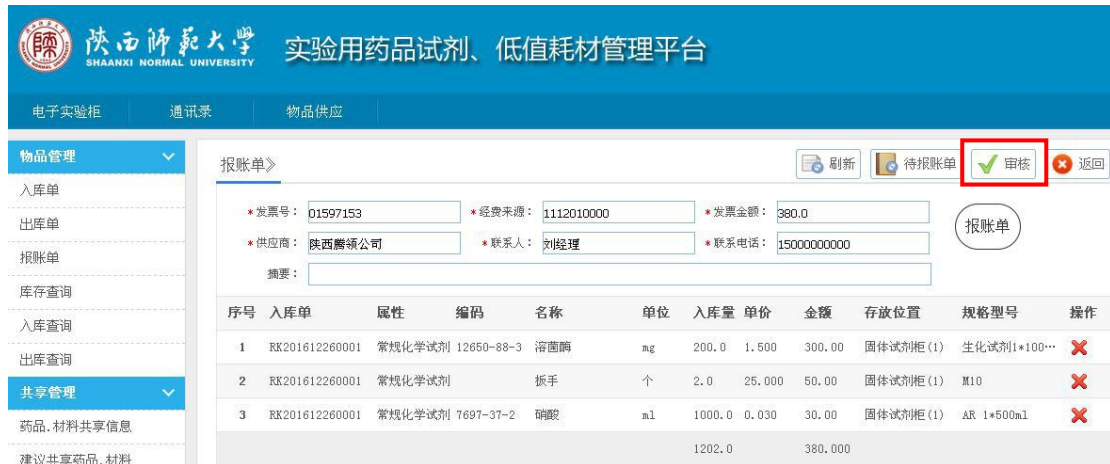 陕西师范大学 实验用药品试剂、低值耗材管理平台
SHAANXI NORMAL UNIVERSITY
电子实验柜 通讯录 物品供应
物品管理
入库单
出库单
报账单
库存查询
入库查询
出库查询
共享管理
药品.材料共享信息
建议共享药品.材料
报账单》 刷新 待报账单 审核 返回
*发票号： 01597153 *经费来源： 1112010000 *发票金额： 380.0
*供应商： 陕西腾领公司 *联系人： 刘经理 *联系电话： 15000000000
报账单
摘要：
序号 入库单 属性 编码 名称 单位 入库量 单价 金额 存放位置 规格型号 操作
1 RK201612260001 常规化学试剂 12650-88-3 溶菌酶 mg 200.0 1.500 300.00 固体试剂柜(1) 生化试剂1*100…
2 RK201612260001 常规化学试剂 扳手 个 2.0 25.000 50.00 固体试剂柜(1) M10
3 RK201612260001 常规化学试剂 7697-37-2 硝酸 ml 1000.0 0.030 30.00 固体试剂柜(1) AR 1*500ml
1202.0 380.000